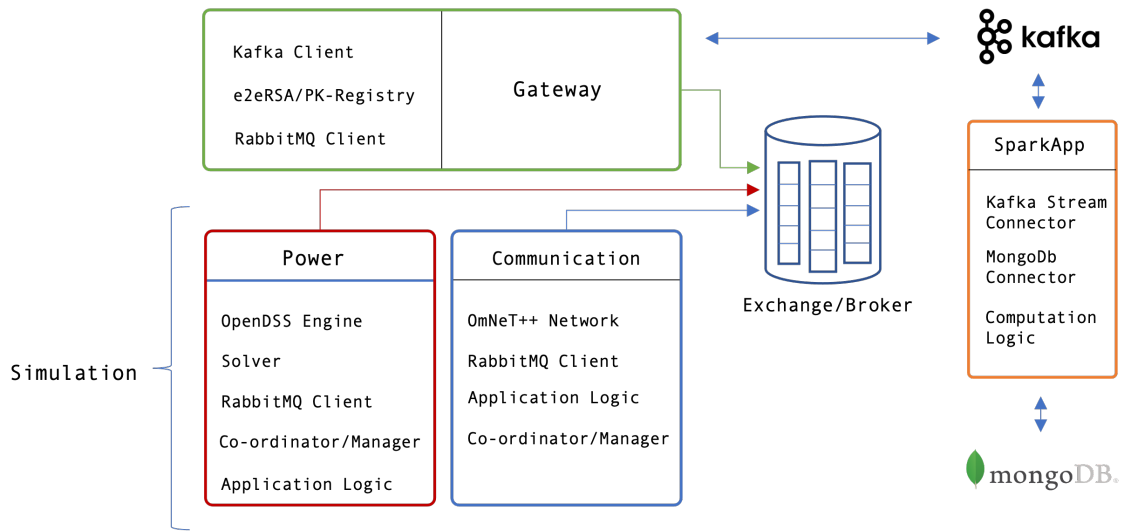 Kafka Client
e2eRSA/PK-Registry
RabbitMQ Client
Gateway
kafka
SparkApp
Kafka Stream
Connector
MongoDb
Connector
Computation
Logic
Exchange/Broker
Simulation
Power
OpenDSS Engine
Solver
RabbitMQ Client
Co-ordinator/Manager
Application Logic
Communication
OmNeT++ Network
RabbitMQ Client
Application Logic
Co-ordinator/Manager
mongoDB®